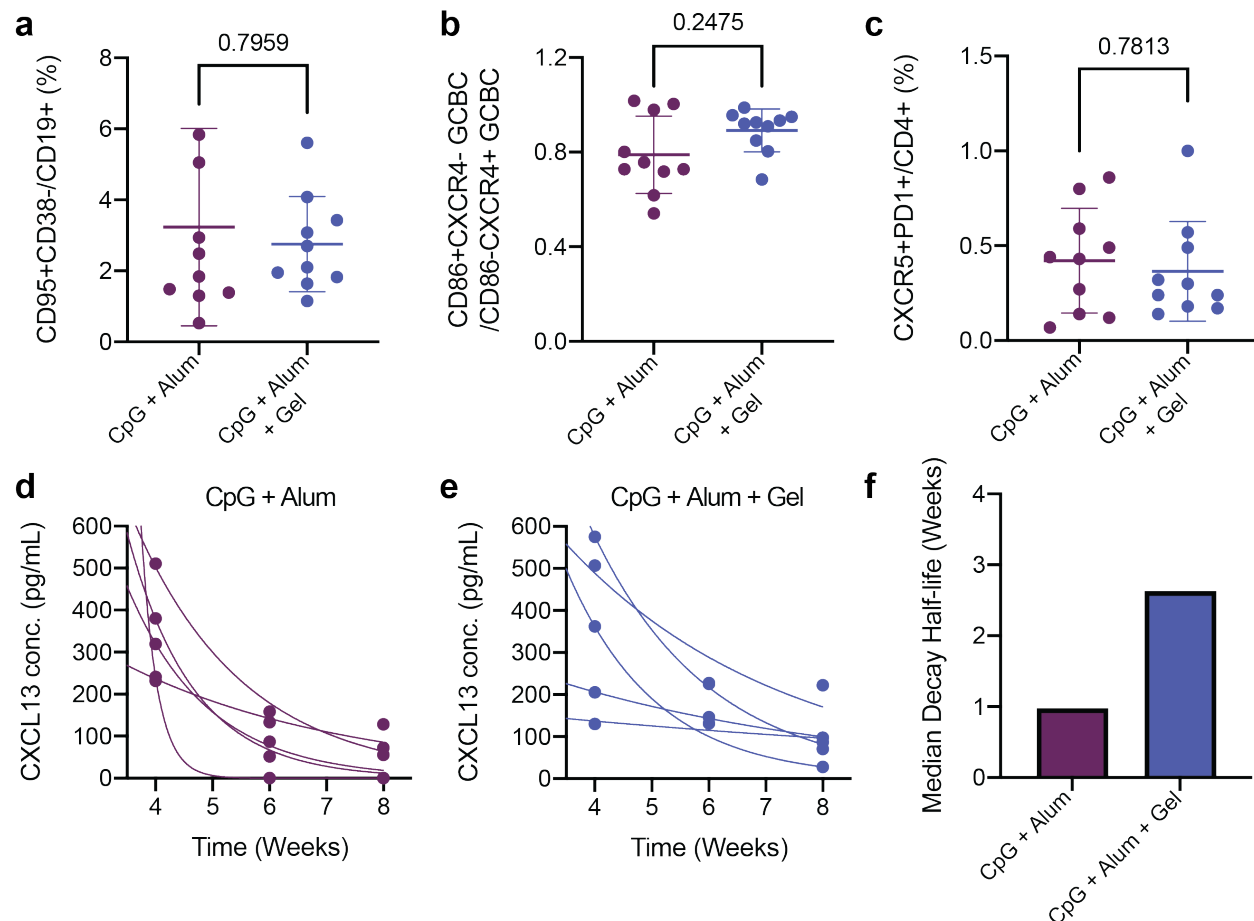 a
0.7959
CD95+CD38-/CD19+ (%)
8
6
4
2
0
CpG + Alum
CpG + Alum
+ Gel
b
0.2475
CD86+CXCR4- GCBC
/CD86-CXCR4+ GCBC
1.2
0.8
0.4
0.0
CpG + Alum
CpG + Alum
+ Gel
c
0.7813
CXCR5+PD1+/CD4+ (%)
1.5
1.0
0.5
0.0
CpG + Alum
CpG + Alum
+ Gel
d
CpG + Alum
CXCL13 conc. (pg/mL)
600
500
400
300
200
100
0
4 5 6 7 8
Time (Weeks)
e
CpG + Alum + Gel
CXCL13 conc. (pg/mL)
600
500
400
300
200
100
0
4 5 6 7 8
Time (Weeks)
f
Median Decay Half-life (Weeks)
4
3
2
1
0
CpG + Alum
CpG + Alum + Gel